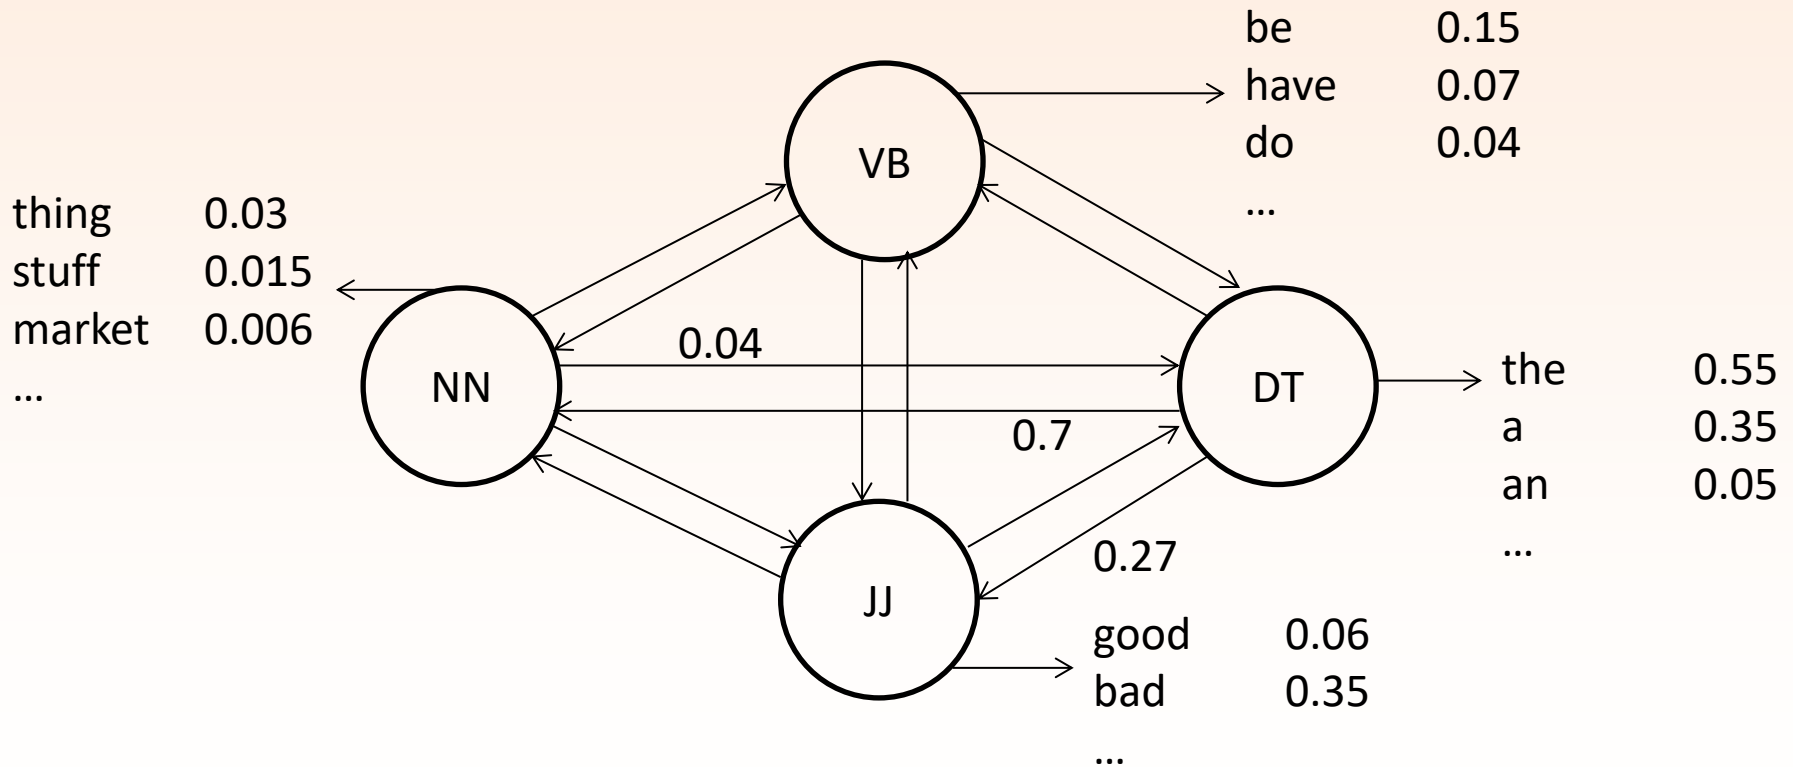 be 0.15
have 0.07
do 0.04
...
VB
thing 0.03
stuff 0.015
market 0.006
...
0.04
NN
DT
the 0.55
a 0.35
an 0.05
...
0.7
0.27
JJ
good 0.06
bad 0.35
...